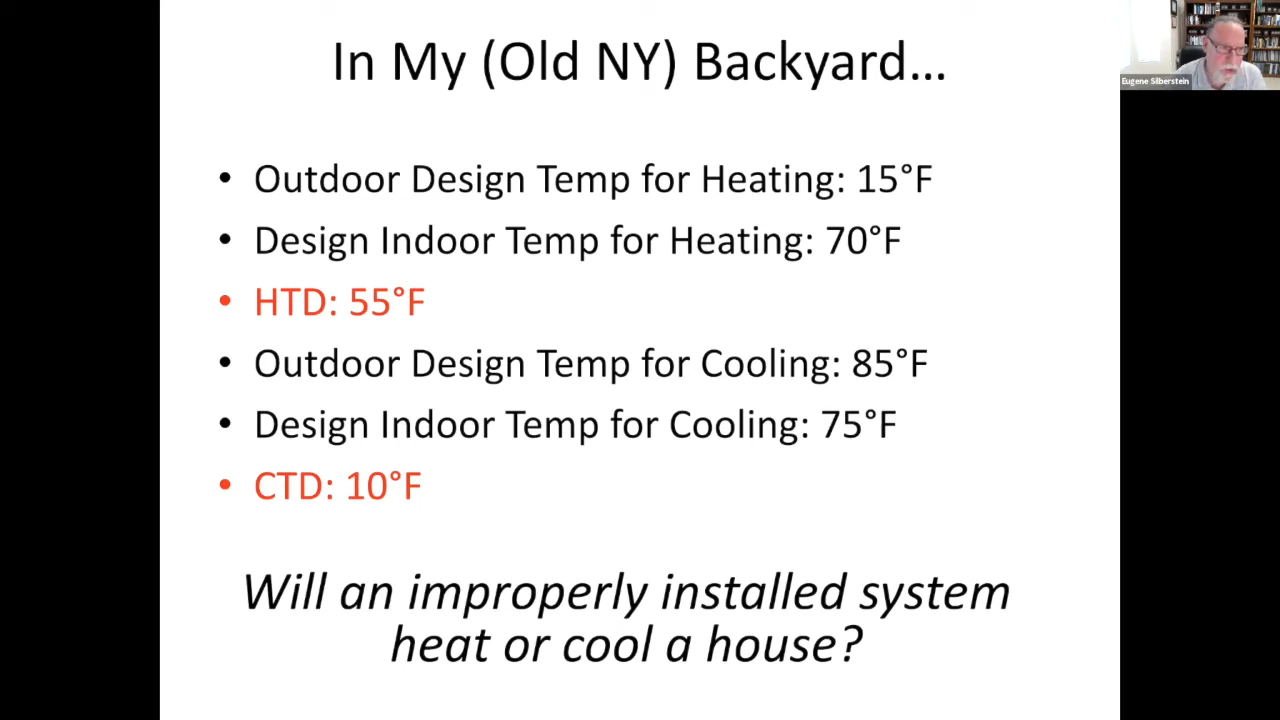 In My (Old NY) Backyard...
Eugene Silberstein
• Outdoor Design Temp for Heating: 15°F
• Design Indoor Temp for Heating: 70°F
• HTD: 55°F
• Outdoor Design Temp for Cooling: 85°F
• Design Indoor Temp for Cooling: 75°F
• CTD: 10°F
Will an improperly installed system
heat or cool a house?